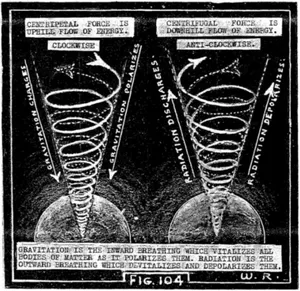 CENTRIPETAL FORCE IS
UPHILL FLOW OF ENERGY.
CLOCKWISE
GRAVITATION CHARGES
GRAVITATION POLARIZES
CENTRIFUGAL FORCE IS
DOWNHILL FLOW OF ENERGY.
ANTI-CLOCKWISE.
RADIATION DISCHARGES
RADIATION DEPOLARIZES.
GRAVITATION IS THE INWARD BREATHING WHICH VITALIZES ALL
BODIES OF MATTER AS IT POLARIZES THEM. RADIATION IS THE
OUTWARD BREATHING WHICH DEVITALIZES AND DEPOLARIZES THEM.
FIG. 104
W.R.